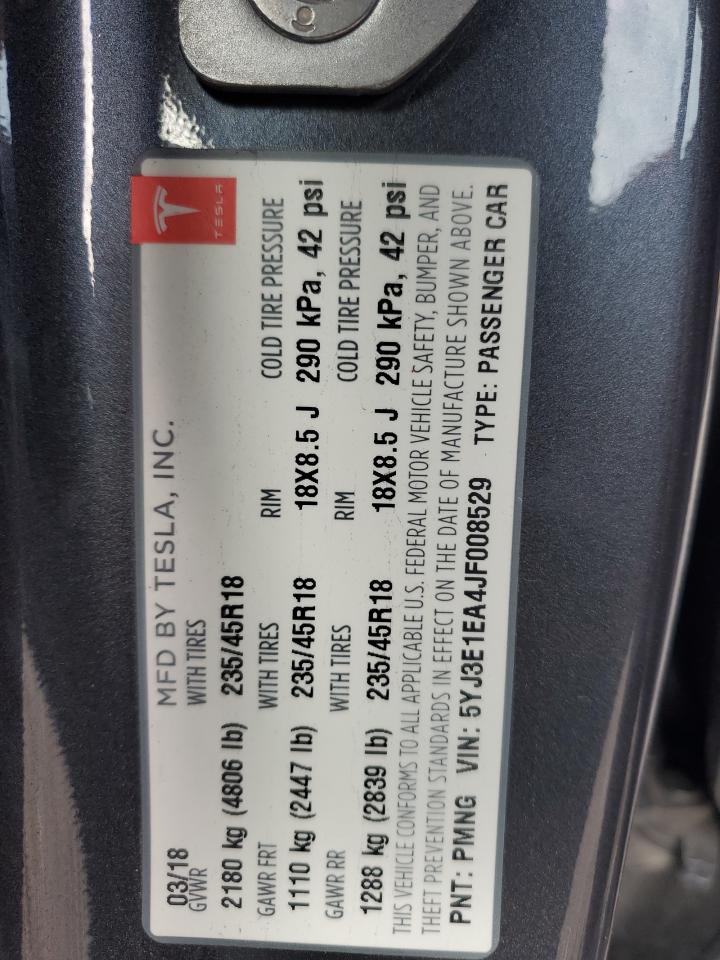 TESLA
03/18 MFD BY TESLA, INC.
GVWR WITH TIRES
2180 kg (4806 lb) 235/45R18
GAWR FRT WITH TIRES RIM COLD TIRE PRESSURE
1110 kg (2447 lb) 235/45R18 18X8.5 J 290 kPa, 42 psi
GAWR RR WITH TIRES RIM COLD TIRE PRESSURE
1288 kg (2839 lb) 235/45R18 18X8.5 J 290 kPa, 42 psi
THIS VEHICLE CONFORMS TO ALL APPLICABLE U.S. FEDERAL MOTOR VEHICLE SAFETY, BUMPER, AND
THEFT PREVENTION STANDARDS IN EFFECT ON THE DATE OF MANUFACTURE SHOWN ABOVE.
PNT: PMNG VIN: 5YJ3E1EA4JF008529 TYPE: PASSENGER CAR